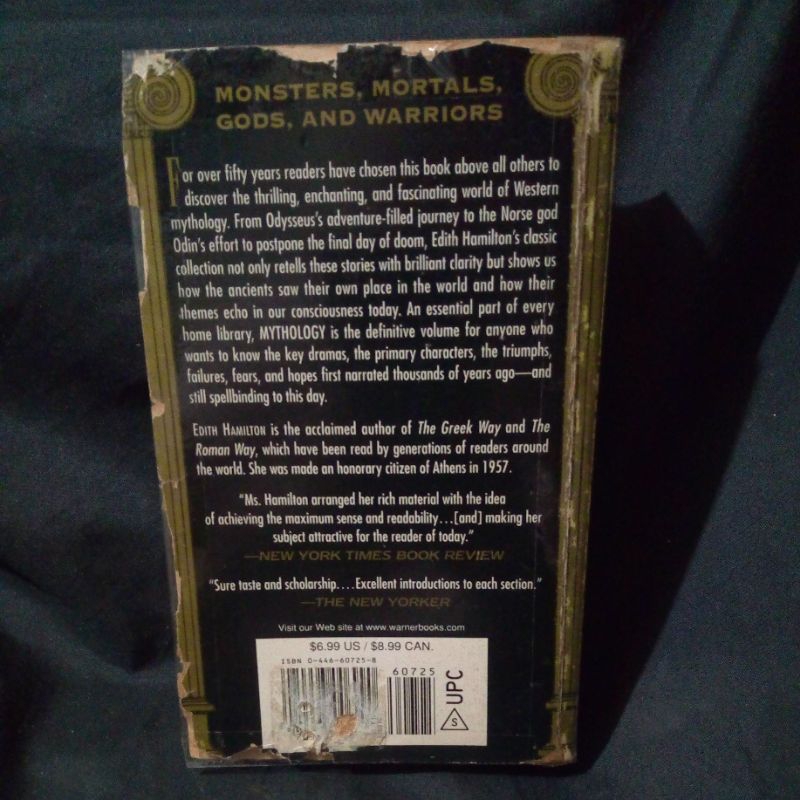 MONSTERS, MORTALS,
GODS, AND WARRIORS
For over fifty years readers have chosen this book above all others to
discover the thrilling, enchanting, and fascinating world of Western
mythology. From Odysseus's adventure-filled journey to the Norse god
Odin's effort to postpone the final day of doom, Edith Hamilton's classic
collection not only retells these stories with brilliant clarity but shows us
how the ancients saw their own place in the world and how their
themes echo in our consciousness today. An essential part of every
home library, MYTHOLOGY is the definitive volume for anyone who
wants to know the key dramas, the primary characters, the triumphs,
failures, fears, and hopes first narrated thousands of years ago—and
still spellbinding to this day.
EDITH HAMILTON is the acclaimed author of The Greek Way and The
Roman Way, which have been read by generations of readers around
the world. She was made an honorary citizen of Athens in 1957.
"Ms. Hamilton arranged her rich material with the idea
of achieving the maximum sense and readability...[and] making her
subject attractive for the reader of today."
—NEW YORK TIMES BOOK REVIEW
"Sure taste and scholarship....Excellent introductions to each section."
—THE NEW YORKER
Visit our Web site at www.warnerbooks.com
$6.99 US / $8.99 CAN.
ISBN 0-446-60725-8
60725
UPC
S